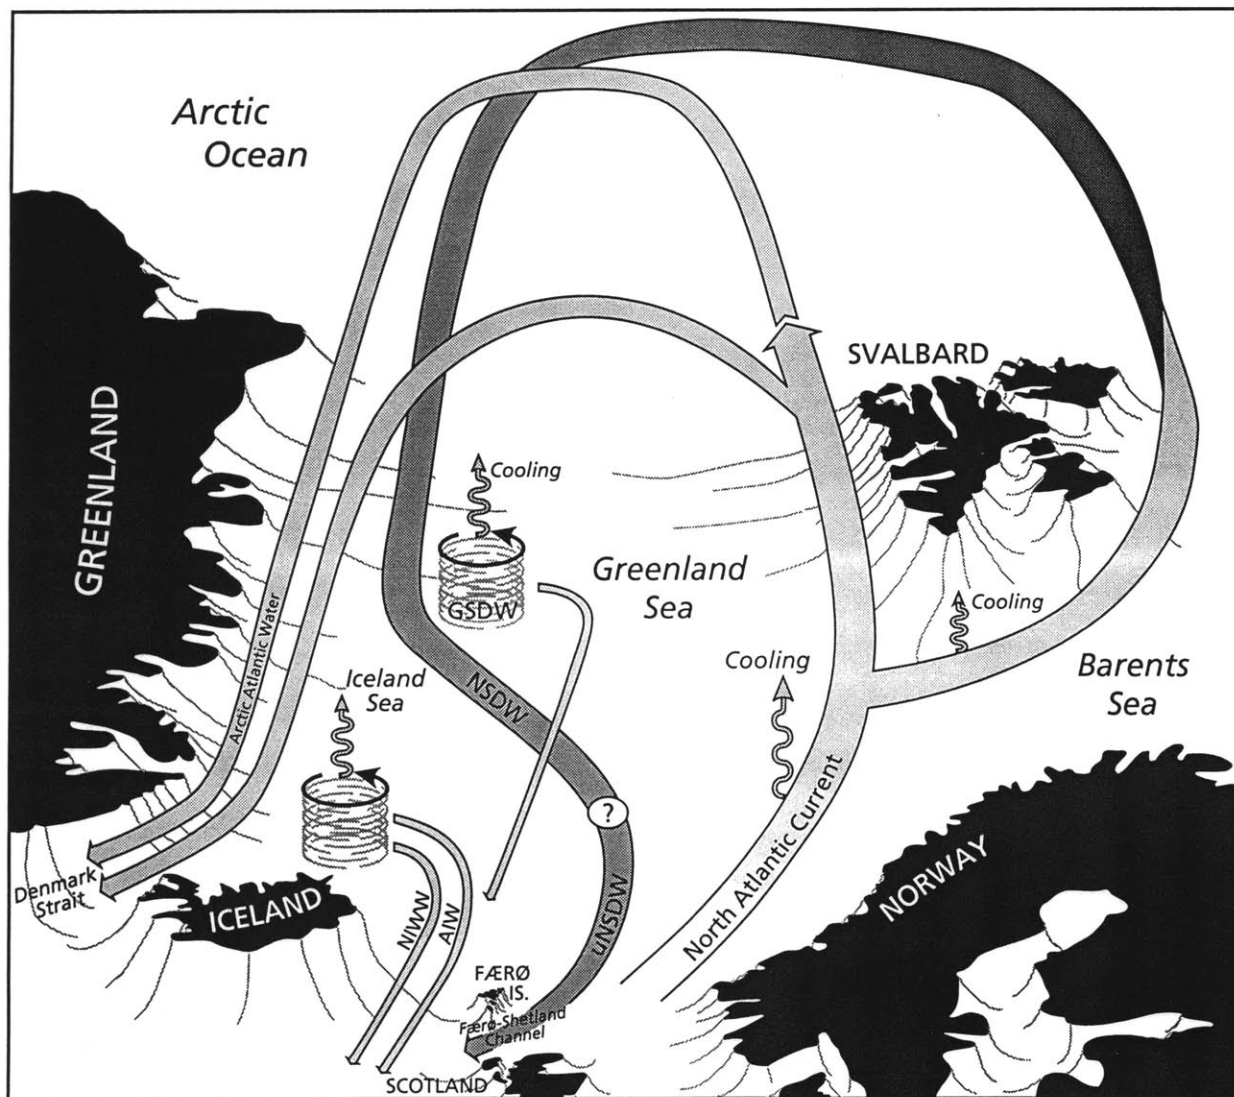 Arctic
Ocean
SVALBARD
GREENLAND
Cooling
GSDW
Greenland
Sea
Cooling
Cooling
Barents
Sea
Arctic Atlantic Water
Iceland
Sea
NSDW
?
North Atlantic Current
NORWAY
Denmark
Strait
ICELAND
NIWW
AIW
uNSDW
FÆRØ
IS.
Færø-Shetland
Channel
SCOTLAND